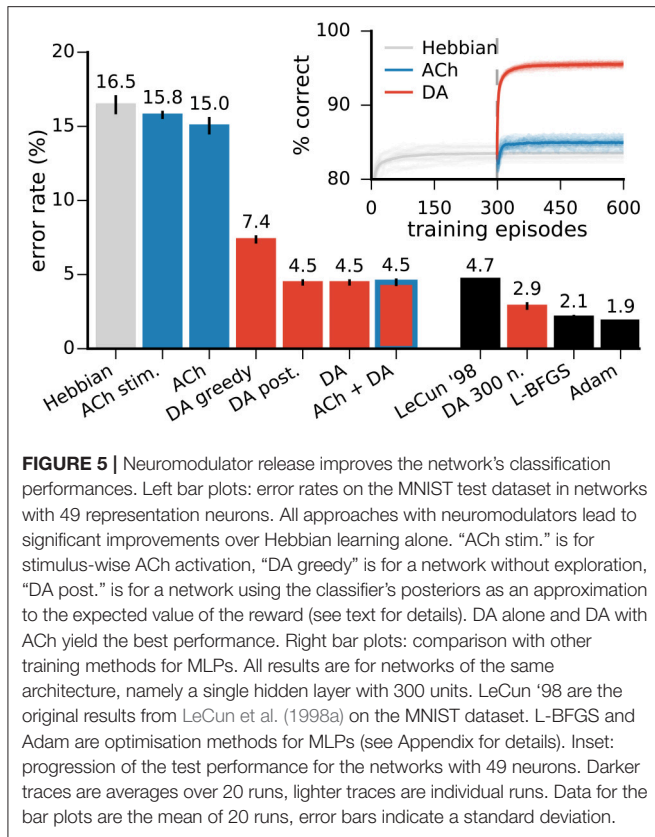 20
15
10
5
0
error rate (%)
16.5
15.8
15.0
7.4
4.5
4.5
4.5
4.7
2.9
2.1
1.9
Hebbian
ACh stim.
ACh
DA greedy
DA post.
DA
ACh + DA
LeCun '98
DA 300 n.
L-BFGS
Adam
100
90
80
% correct
Hebbian
ACh
DA
0
150
300
450
600
training episodes
FIGURE 5 | Neuromodulator release improves the network's classification
performances. Left bar plots: error rates on the MNIST test dataset in networks
with 49 representation neurons. All approaches with neuromodulators lead to
significant improvements over Hebbian learning alone. “ACh stim.” is for
stimulus-wise ACh activation, “DA greedy” is for a network without exploration,
“DA post.” is for a network using the classifier's posteriors as an approximation
to the expected value of the reward (see text for details). DA alone and DA with
ACh yield the best performance. Right bar plots: comparison with other
training methods for MLPs. All results are for networks of the same
architecture, namely a single hidden layer with 300 units. LeCun ‘98 are the
original results from LeCun et al. (1998a) on the MNIST dataset. L-BFGS and
Adam are optimisation methods for MLPs (see Appendix for details). Inset:
progression of the test performance for the networks with 49 neurons. Darker
traces are averages over 20 runs, lighter traces are individual runs. Data for the
bar plots are the mean of 20 runs, error bars indicate a standard deviation.